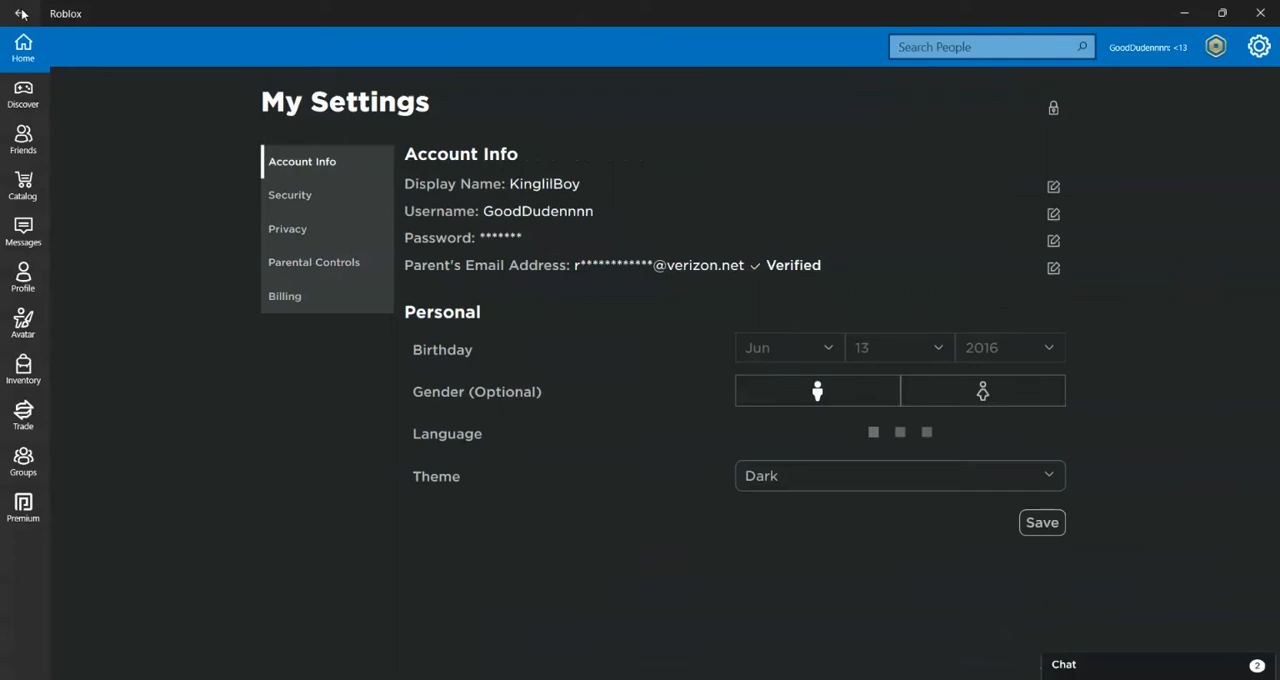 Roblox
Home
Search People
GoodDudennnn: <13
Discover
Friends
Catalog
Messages
Profile
Avatar
Inventory
Trade
Groups
Premium
My Settings
Account Info
Security
Privacy
Parental Controls
Billing
Account Info
Display Name: KinglilBoy
Username: GoodDudennnn
Password: *******
Parent's Email Address: r************@verizon.net ✓ Verified
Personal
Birthday
Jun 13 2016
Gender (Optional)
Language
Theme
Dark
Save
Chat 2